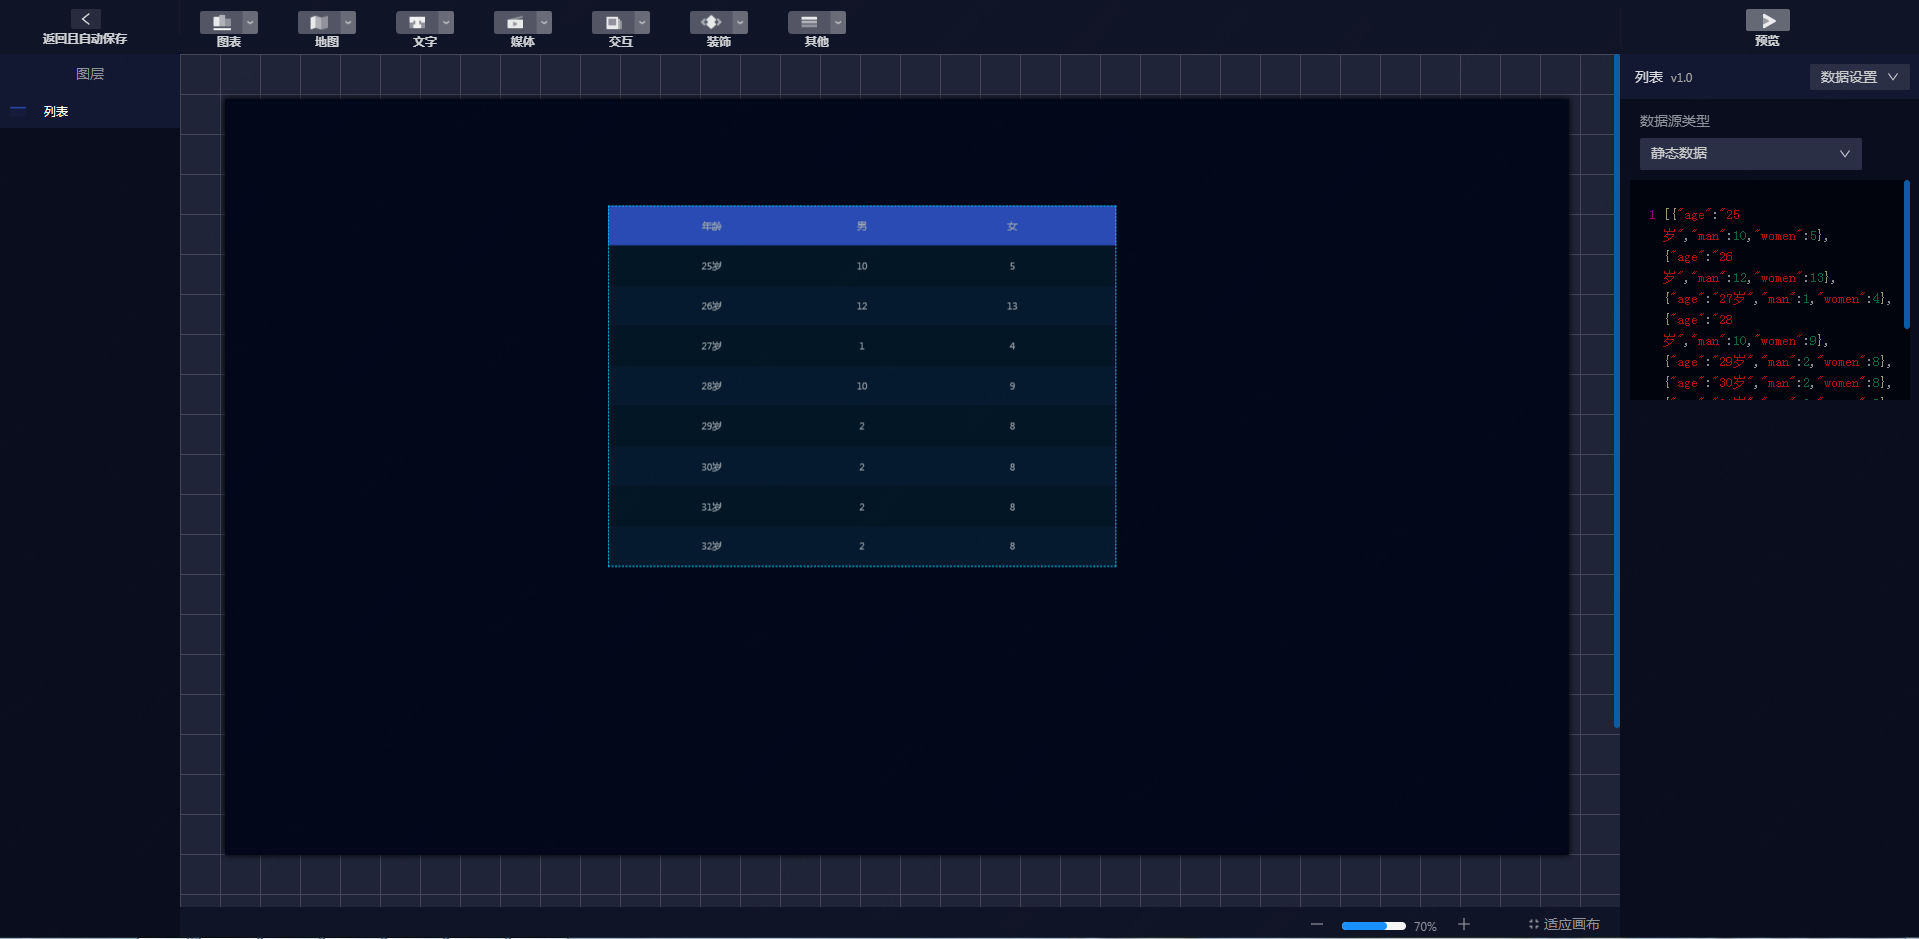 返回且自动保存
图表
地图
文字
媒体
交互
装饰
其他
预览
图层
列表
年龄 男 女
25岁 10 5
26岁 12 13
27岁 1 4
28岁 10 9
29岁 2 8
30岁 2 8
31岁 2 8
32岁 2 8
列表 v1.0 数据设置
数据源类型
静态数据
1 [{"age":"25
岁","man":10,"women":5},
{"age":"26
岁","man":12,"women":13},
{"age":"27岁","man":1,"women":4},
{"age":"28
岁","man":10,"women":9},
{"age":"29岁","man":2,"women":8},
{"age":"30岁","man":2,"women":8},
70%
适应画布